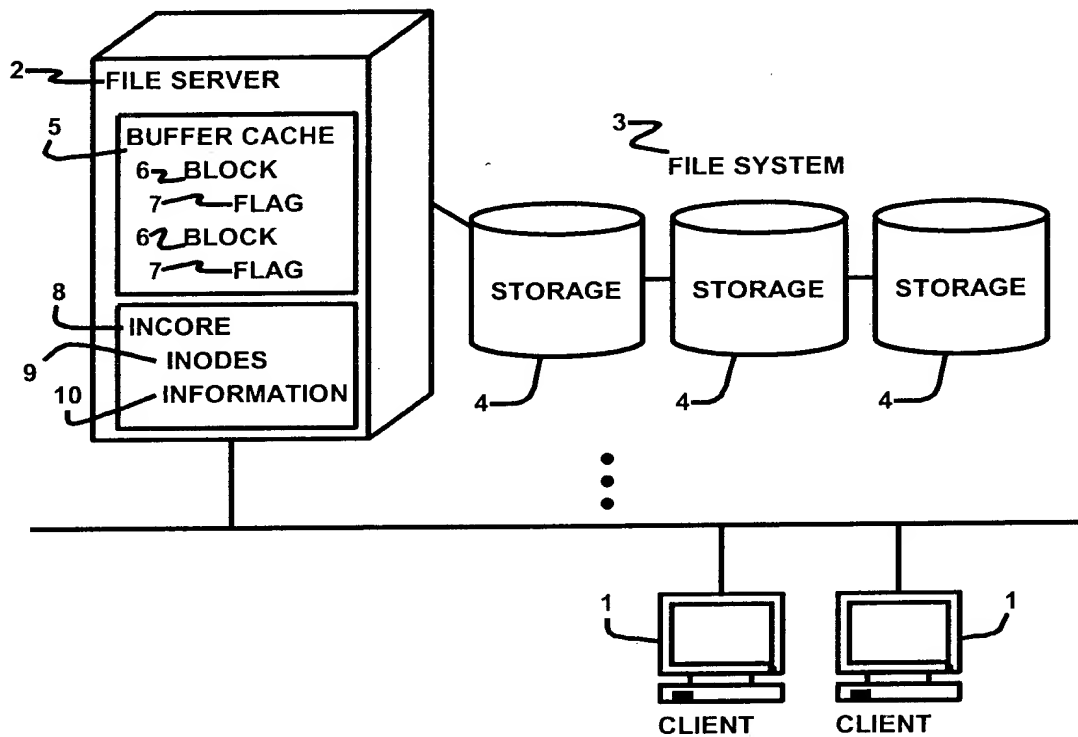 2 FILE SERVER
5 BUFFER CACHE
6 BLOCK
7 FLAG
6 BLOCK
7 FLAG
8 INCORE
9 INODES
10 INFORMATION
3
FILE SYSTEM
STORAGE STORAGE STORAGE
4 4 4
1 1
CLIENT CLIENT